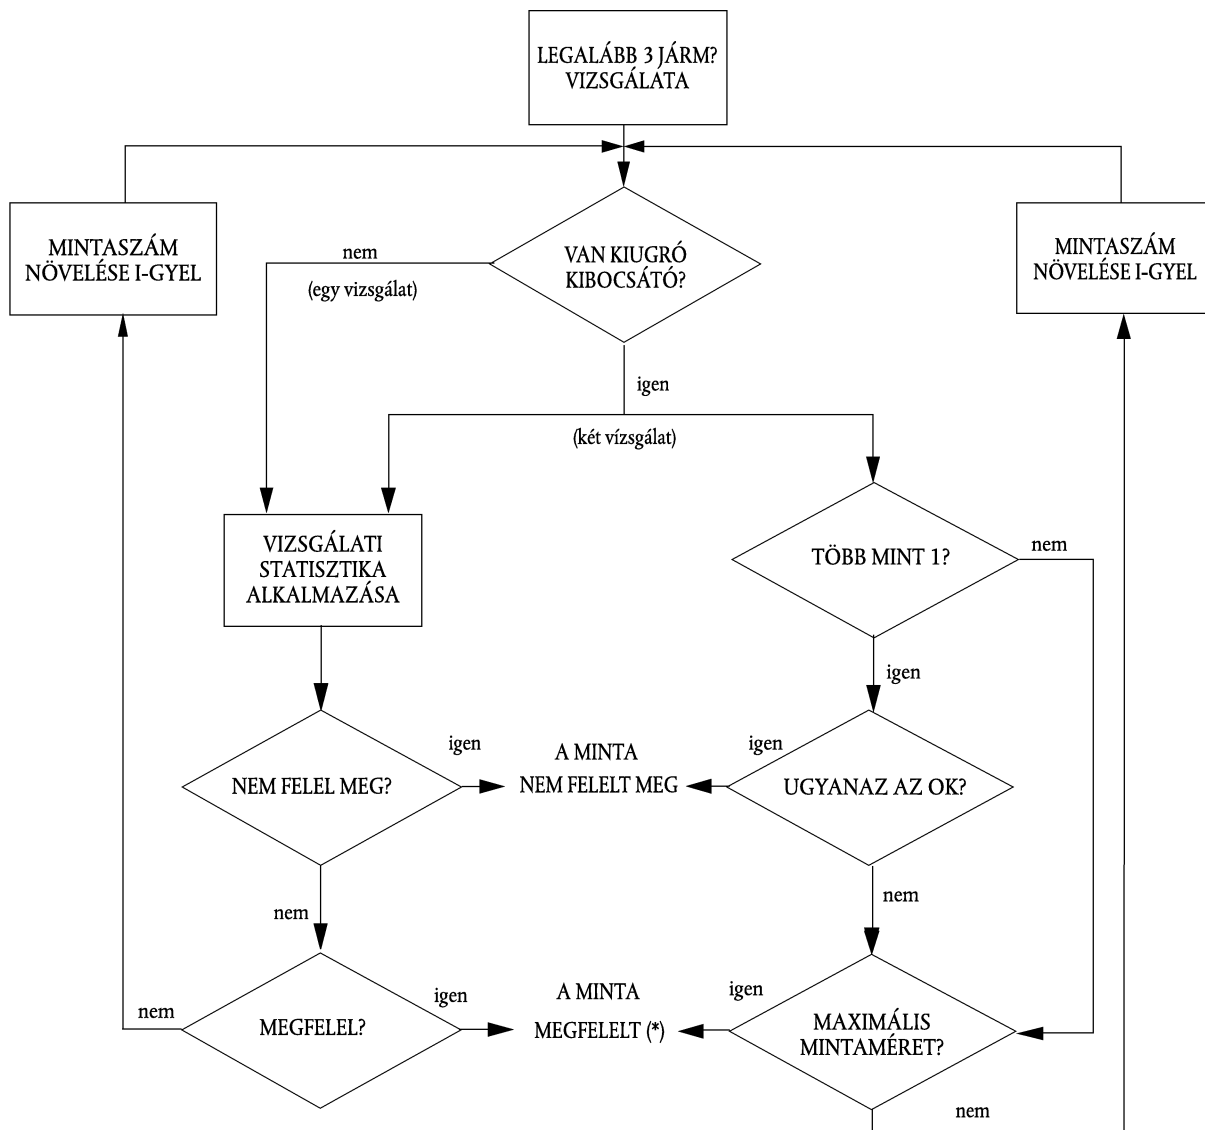 LEGALÁBB 3 JÁRM?
VIZSGÁLATA
MINTASZÁM
NÖVELÉSE I-GYEL
nem
(egy vizsgálat)
VAN KIUGRÓ
KIBOCSÁTÓ?
MINTASZÁM
NÖVELÉSE I-GYEL
igen
(két vízsgálat)
VIZSGÁLATI
STATISZTIKA
ALKALMAZÁSA
TÖBB MINT 1?
nem
igen
NEM FELEL MEG?
igen
A MINTA
NEM FELELT MEG
igen
UGYANAZ AZ OK?
nem
nem
nem
MEGFELEL?
igen
A MINTA
MEGFELELT (*)
igen
MAXIMÁLIS
MINTAMÉRET?
nem